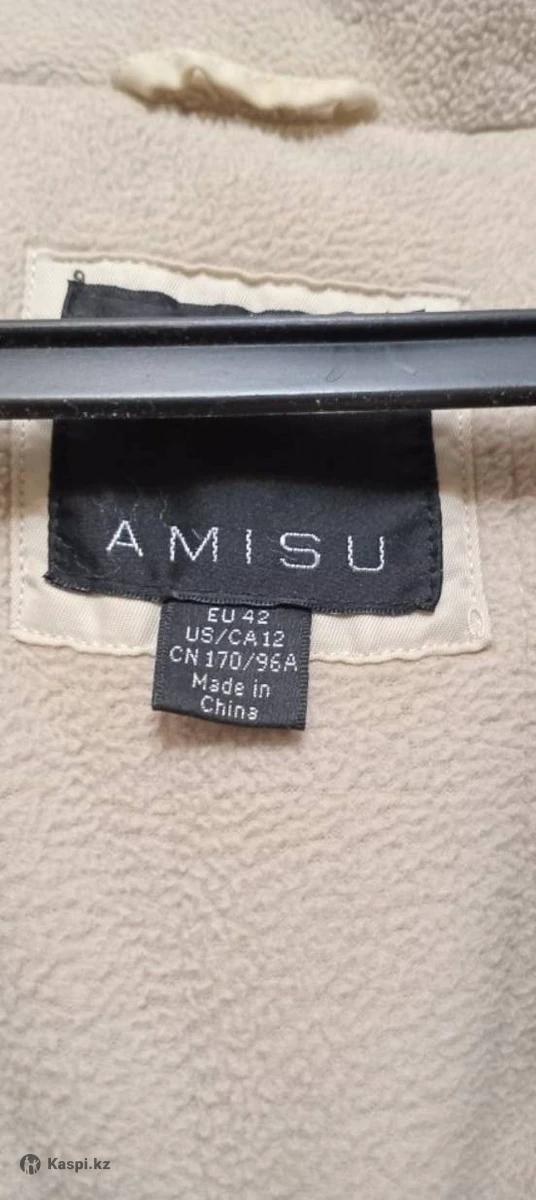 AMISU
EU 42
US/CA 12
CN 170/96A
Made in
China
Kaspi.kz